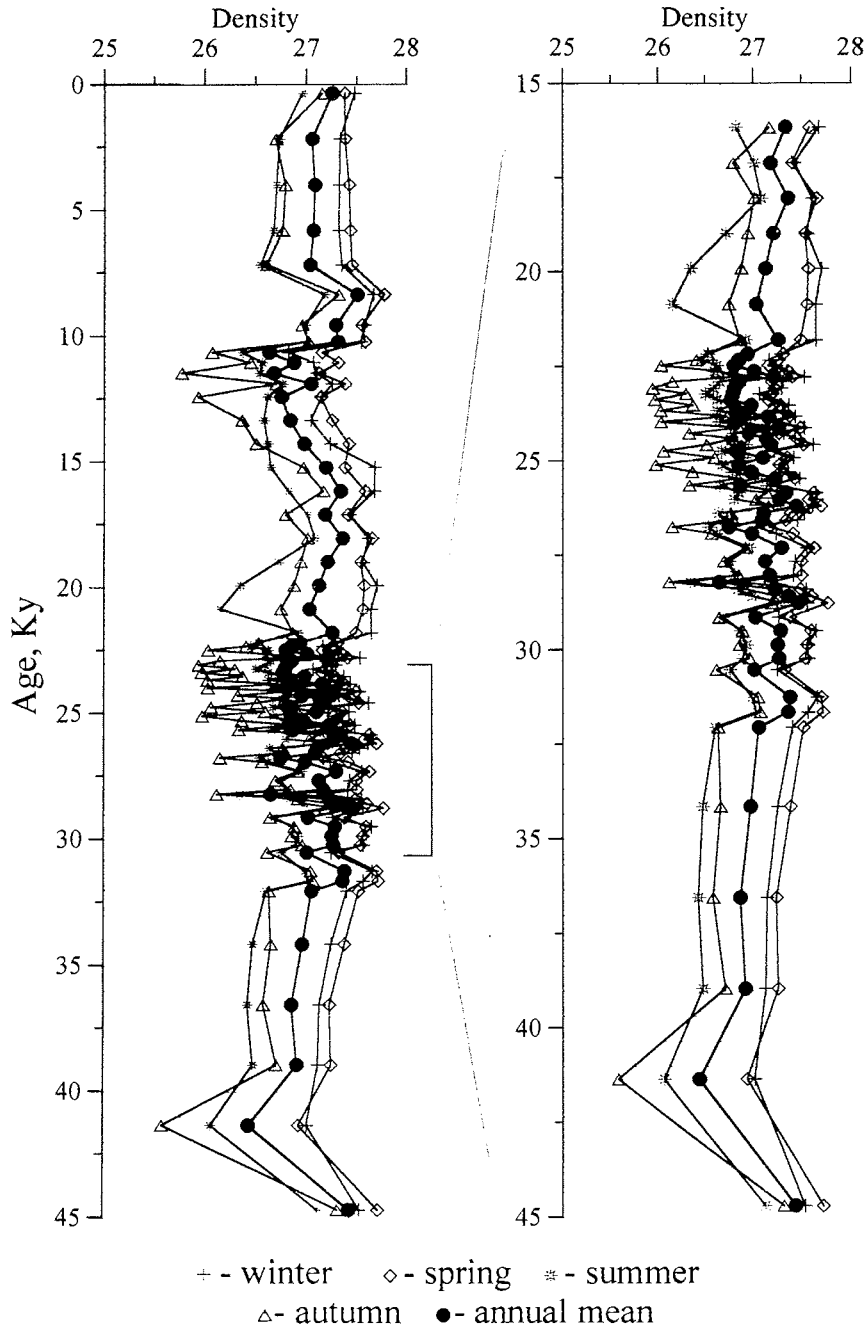 Density
Density
25 26 27 28
25 26 27 28
0
5
10
15
20
25
30
35
40
45
15
20
25
30
35
40
45
Age, Ky
+ - winter ◇ - spring ⁕ - summer
△ - autumn ● - annual mean